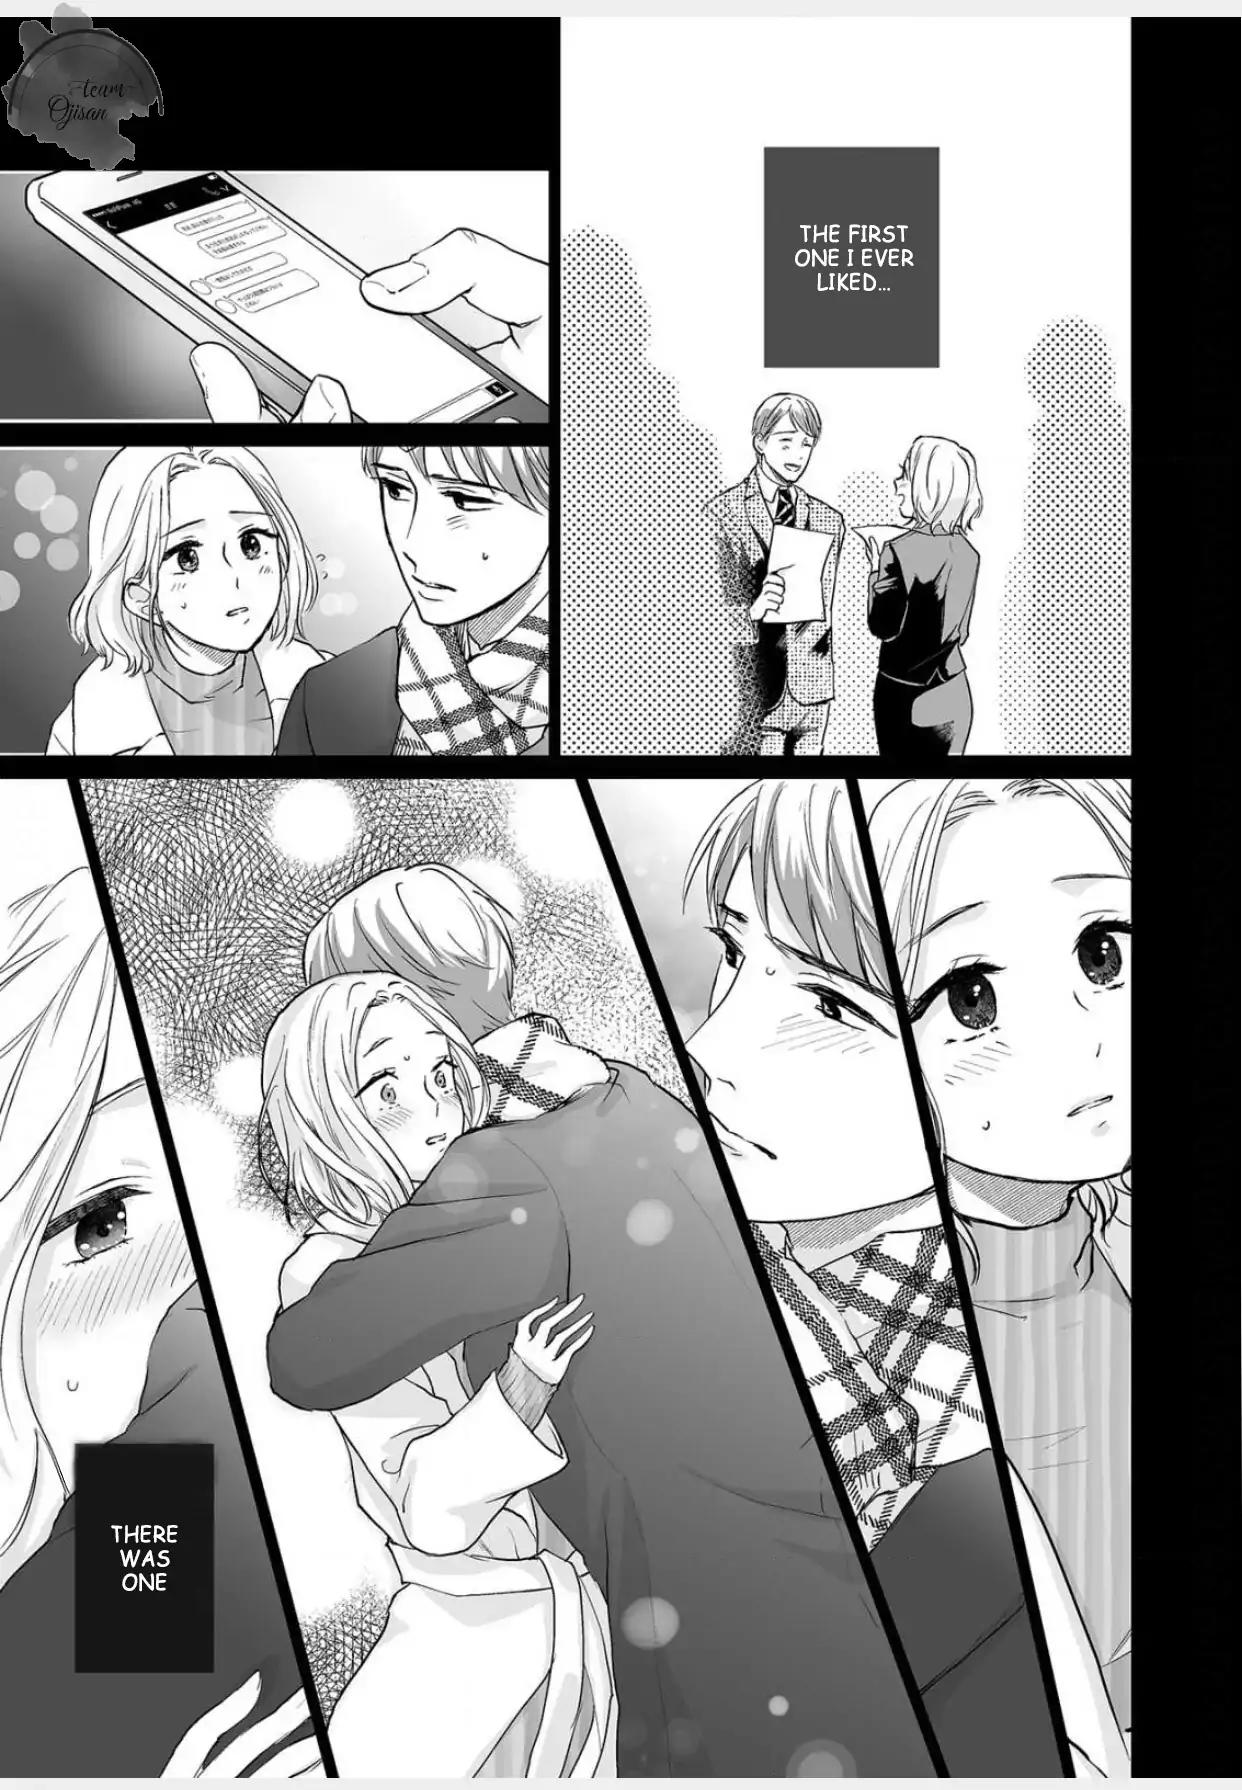 THE FIRST
ONE I EVER
LIKED...
team
Ojisan
THERE
WAS
ONE